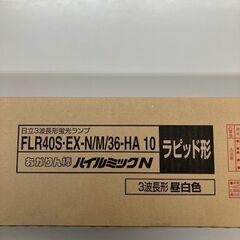 日立3波長形蛍光ランプ
FLR40S・EX-N/M/36-HA 10
あかりん棒 ハイルミックN
ラピッド形
3波長形 昼白色